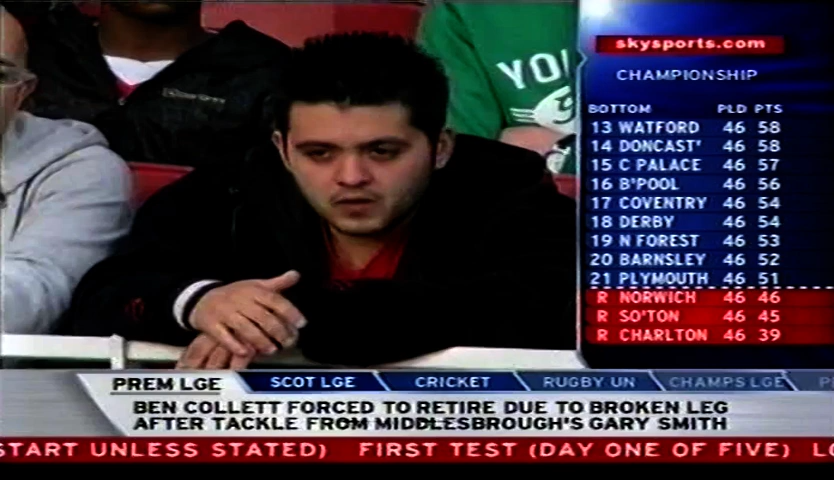 YOU
skysports.com
CHAMPIONSHIP
BOTTOM PLD PTS
13 WATFORD 46 58
14 DONCAST' 46 58
15 C PALACE 46 57
16 B'POOL 46 56
17 COVENTRY 46 54
18 DERBY 46 54
19 N FOREST 46 53
20 BARNSLEY 46 52
21 PLYMOUTH 46 51
R NORWICH 46 46
R SO'TON 46 45
R CHARLTON 46 39
PREM LGE SCOT LGE CRICKET RUGBY UN CHAMPS LGE P
BEN COLLETT FORCED TO RETIRE DUE TO BROKEN LEG
AFTER TACKLE FROM MIDDLESBROUGH'S GARY SMITH
START UNLESS STATED) FIRST TEST (DAY ONE OF FIVE) LO